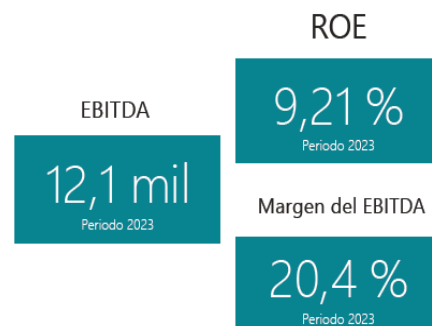 ROE
9,21 %
Periodo 2023
EBITDA
12,1 mil
Periodo 2023
Margen del EBITDA
20,4 %
Periodo 2023